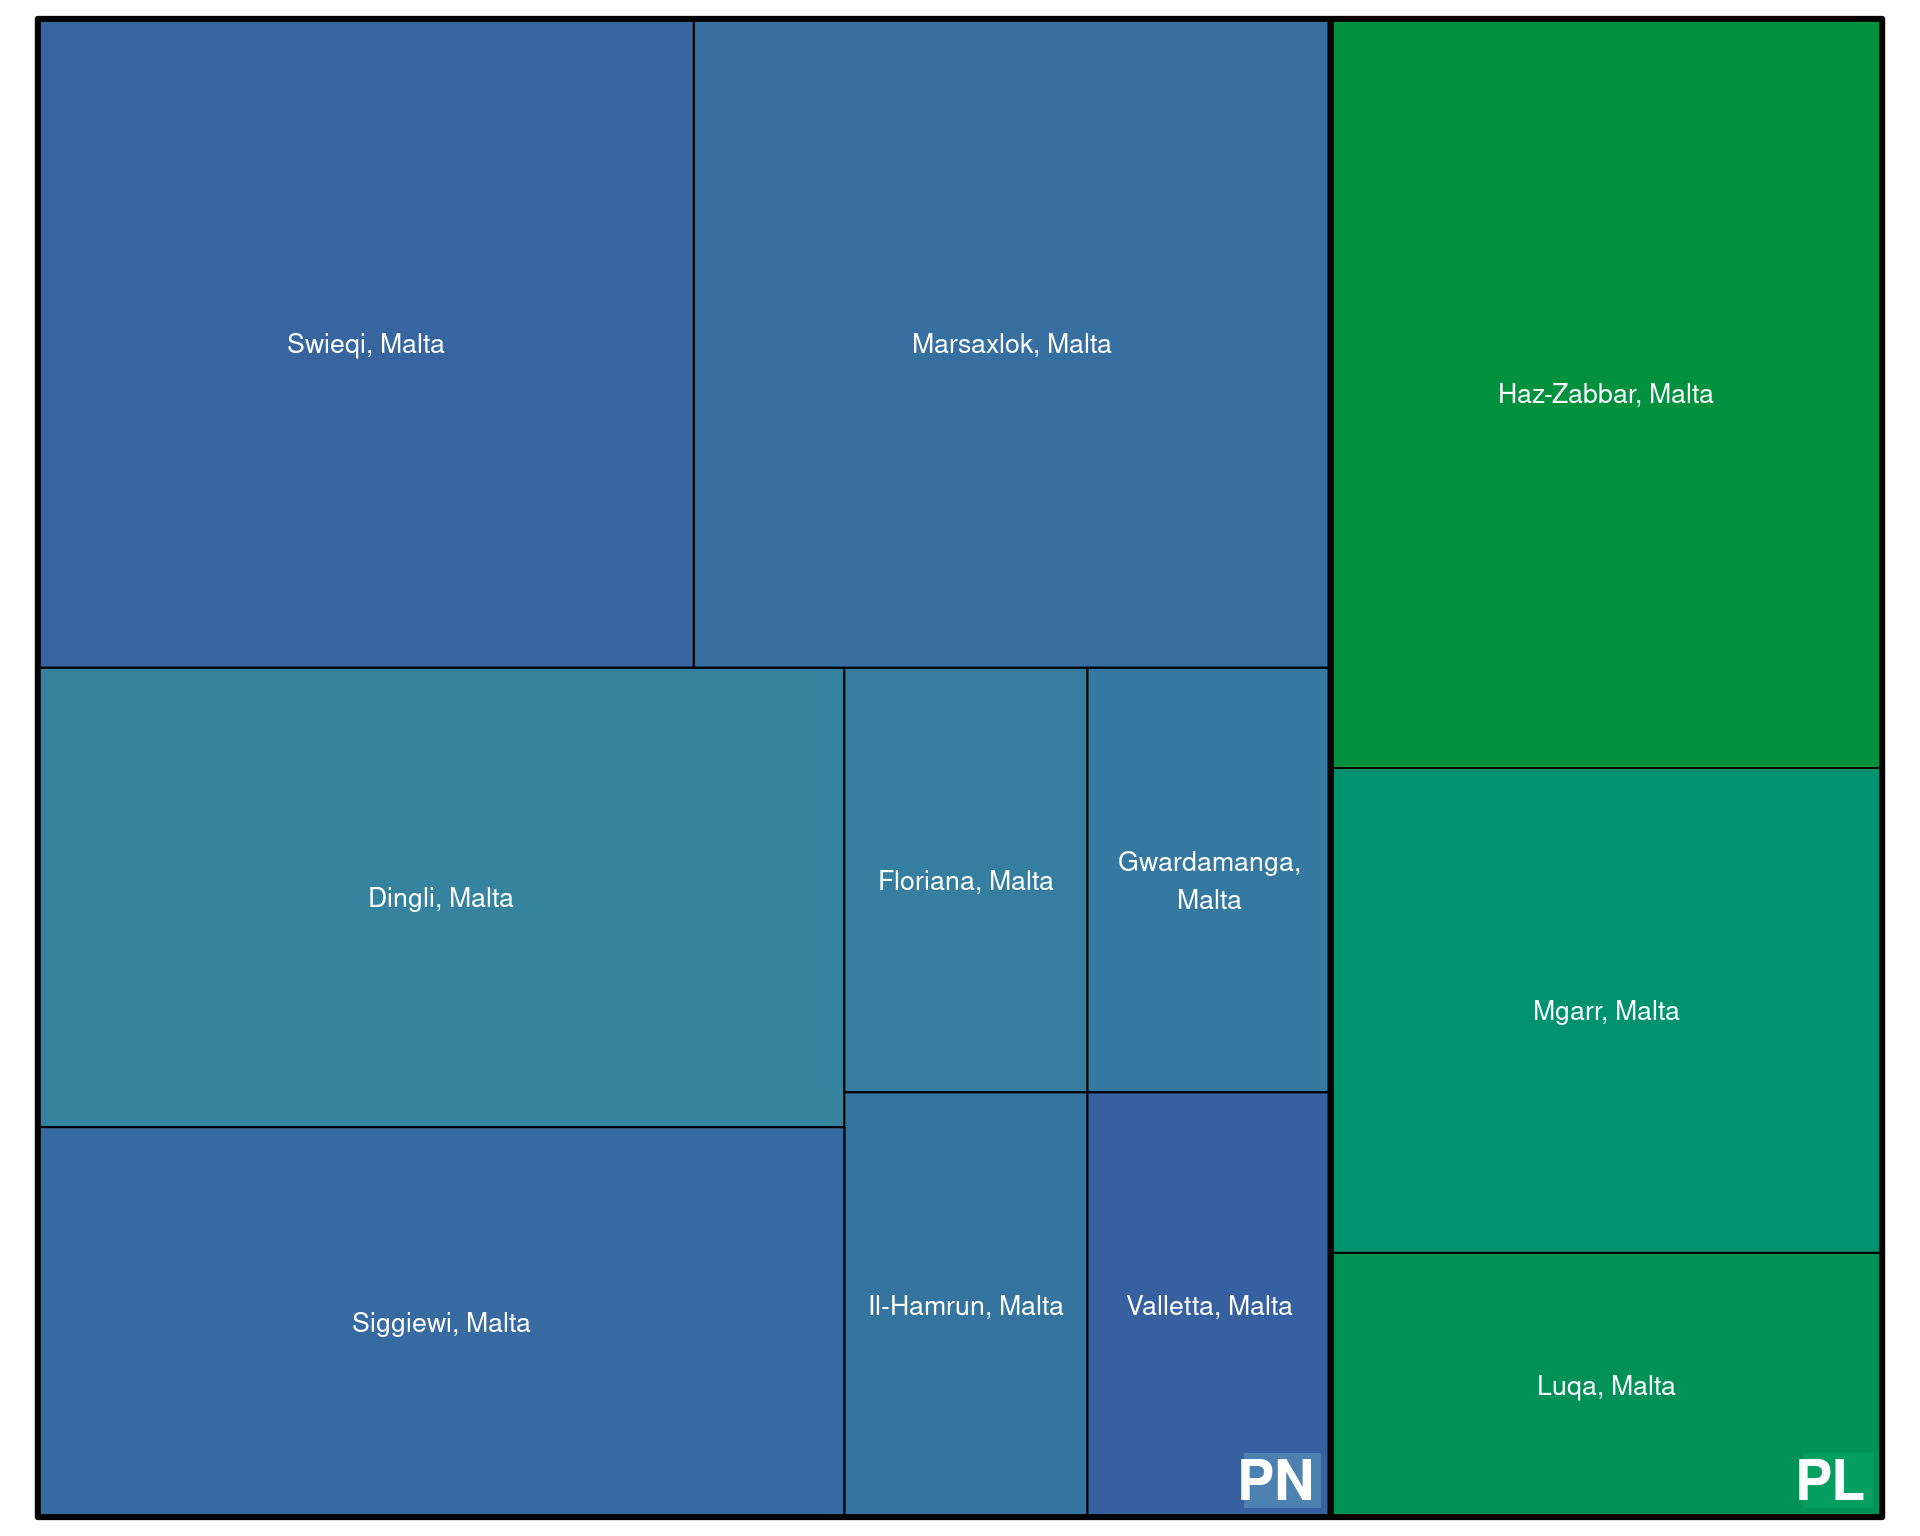 Swieqi, Malta
Marsaxlok, Malta
Haz-Zabbar, Malta
Dingli, Malta
Floriana, Malta
Gwardamanga,
Malta
Mgarr, Malta
Siggiewi, Malta
Il-Hamrun, Malta
Valletta, Malta
Luqa, Malta
PN
PL